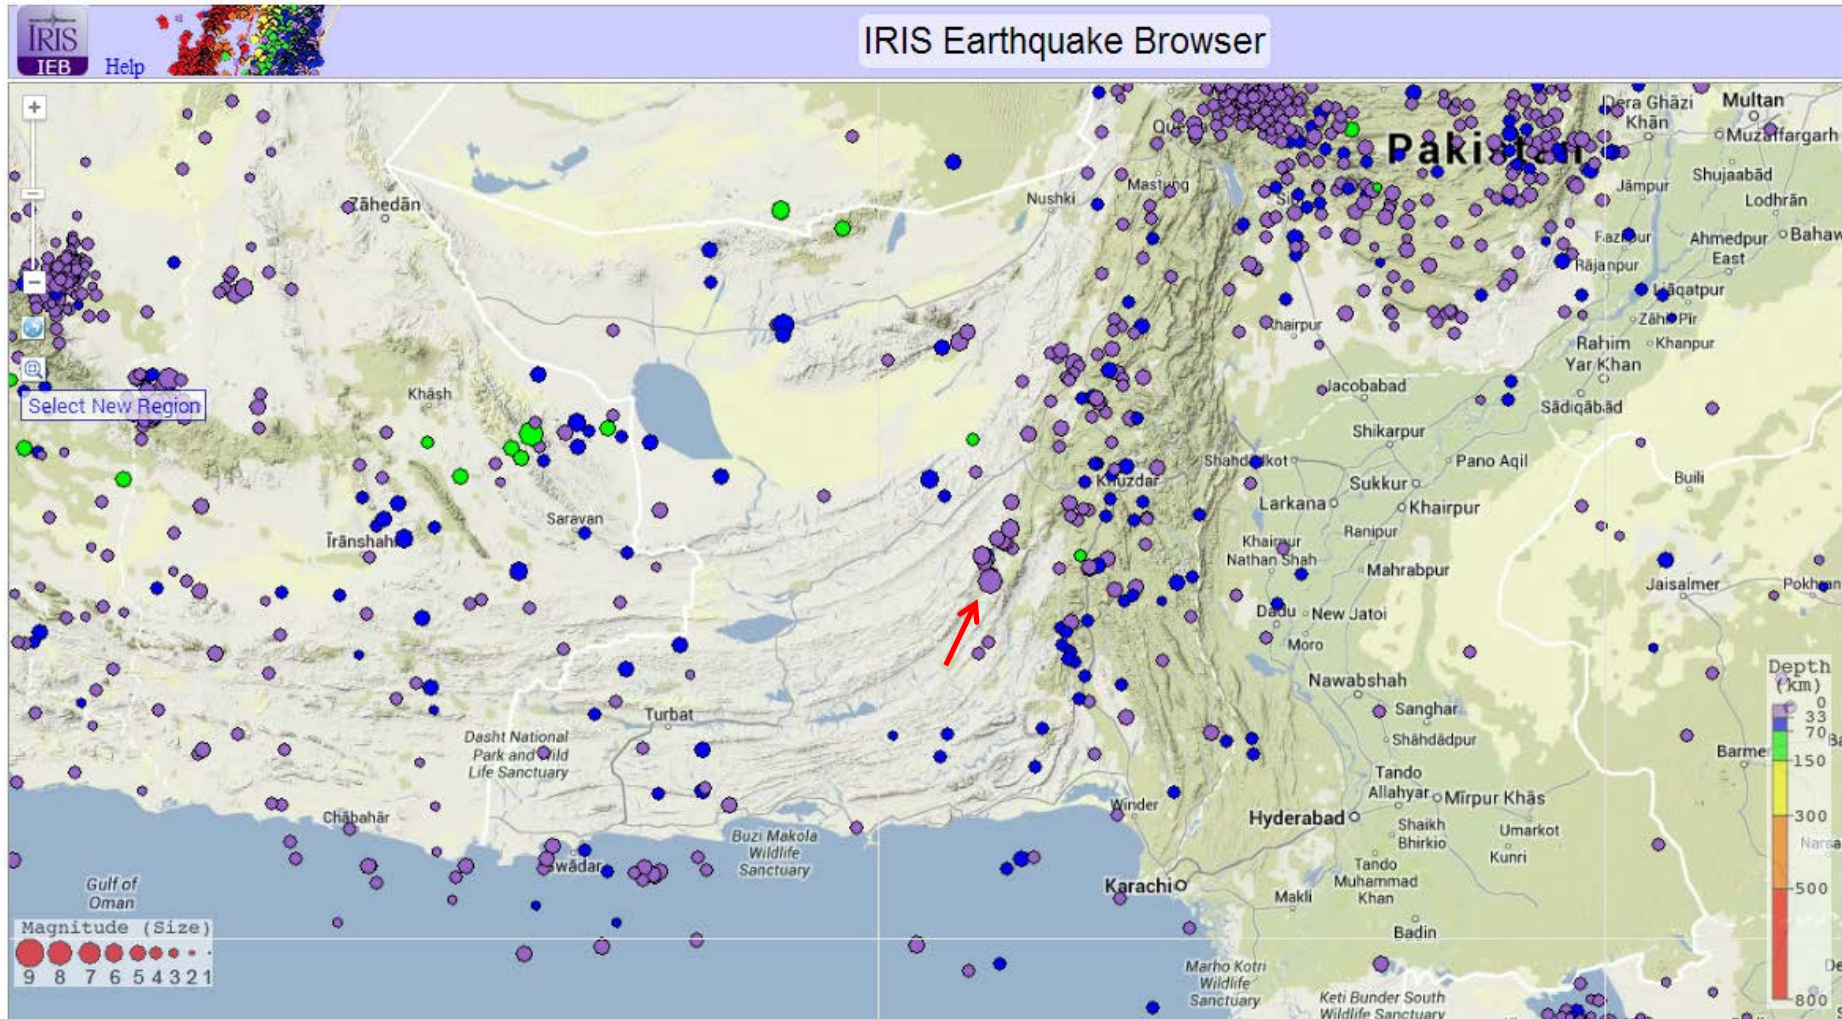 IRIS
IEB
Help
IRIS Earthquake Browser
Dera Ghāzi
Khān
Multan
Muzaffargarh
Pakistan
Mastung
Nushki
Zāhedān
Jāmpur
Shujaabād
Lodhrān
Ahmedpur
East
Rājanpur
Liāqatpur
Zāhir Pīr
Rahim
Yar Khan
Khanpur
Sādiqābād
Khāsh
Select New Region
Jacobabad
Shikarpur
Pano Aqil
Sukkur
Larkana
Khairpur
Ranipur
Khuzdar
Builì
Saravan
Īrānshahr
Khairpur
Nathan Shah
Mahrabpur
Jaisalmer
Dadu
New Jatoi
Moro
Nawabshah
Sanghar
Shāhdādpur
Turbat
Dasht National
Park and Wild
Life Sanctuary
Tando
Allahyar
Mīrpur Khās
Hyderabad
Winder
Shaikh
Bhirkio
Umarkot
Kunri
Chābahār
Buzi Makola
Wildlife
Sanctuary
Gulf of
Oman
Karachi
Makli
Tando
Muhammad
Khan
Badin
Marho Kotri
Wildlife
Sanctuary
Keti Bunder South
Wildlife Sanctuary
Magnitude (Size)
9 8 7 6 5 4 3 2 1
Depth
(km)
0
33
70
150
300
500
800